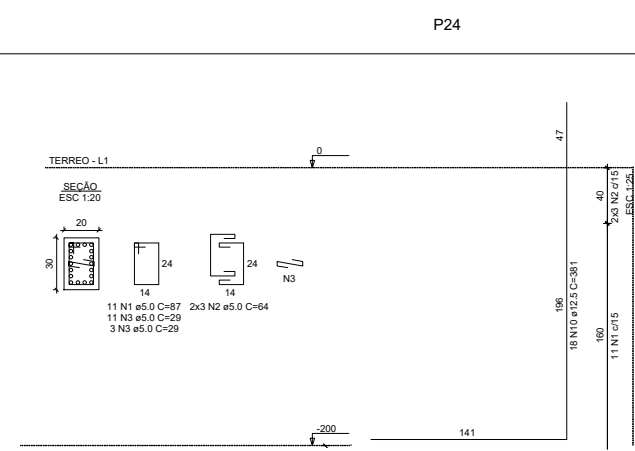 P24
47
TERREO - L1
0
SEÇÃO
ESC 1:20
40
2x3 N2 c/15
ESC 1:25
20
30
24
14
24
14
N3
11 N1 ø5.0 C=87
11 N3 ø5.0 C=29
3 N3 ø5.0 C=29
2x3 N2 ø5.0 C=64
196
18 N10 ø12.5 C=381
160
11 N1 c/15
-200
141